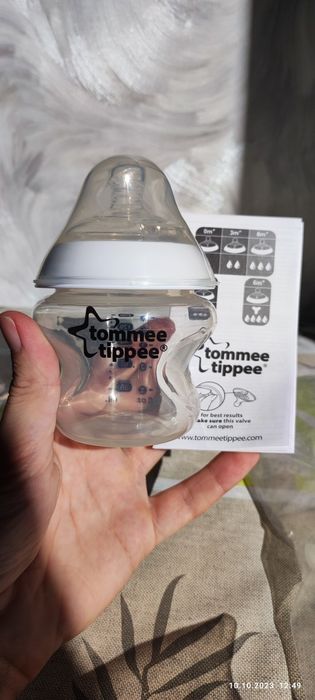 0m+ 3m+ 6m+
6m+
tommee
tippee®
tommee
tippee®
for best results
make sure this valve
can open
www.tommeetippee.com
10.10.2023 12:49